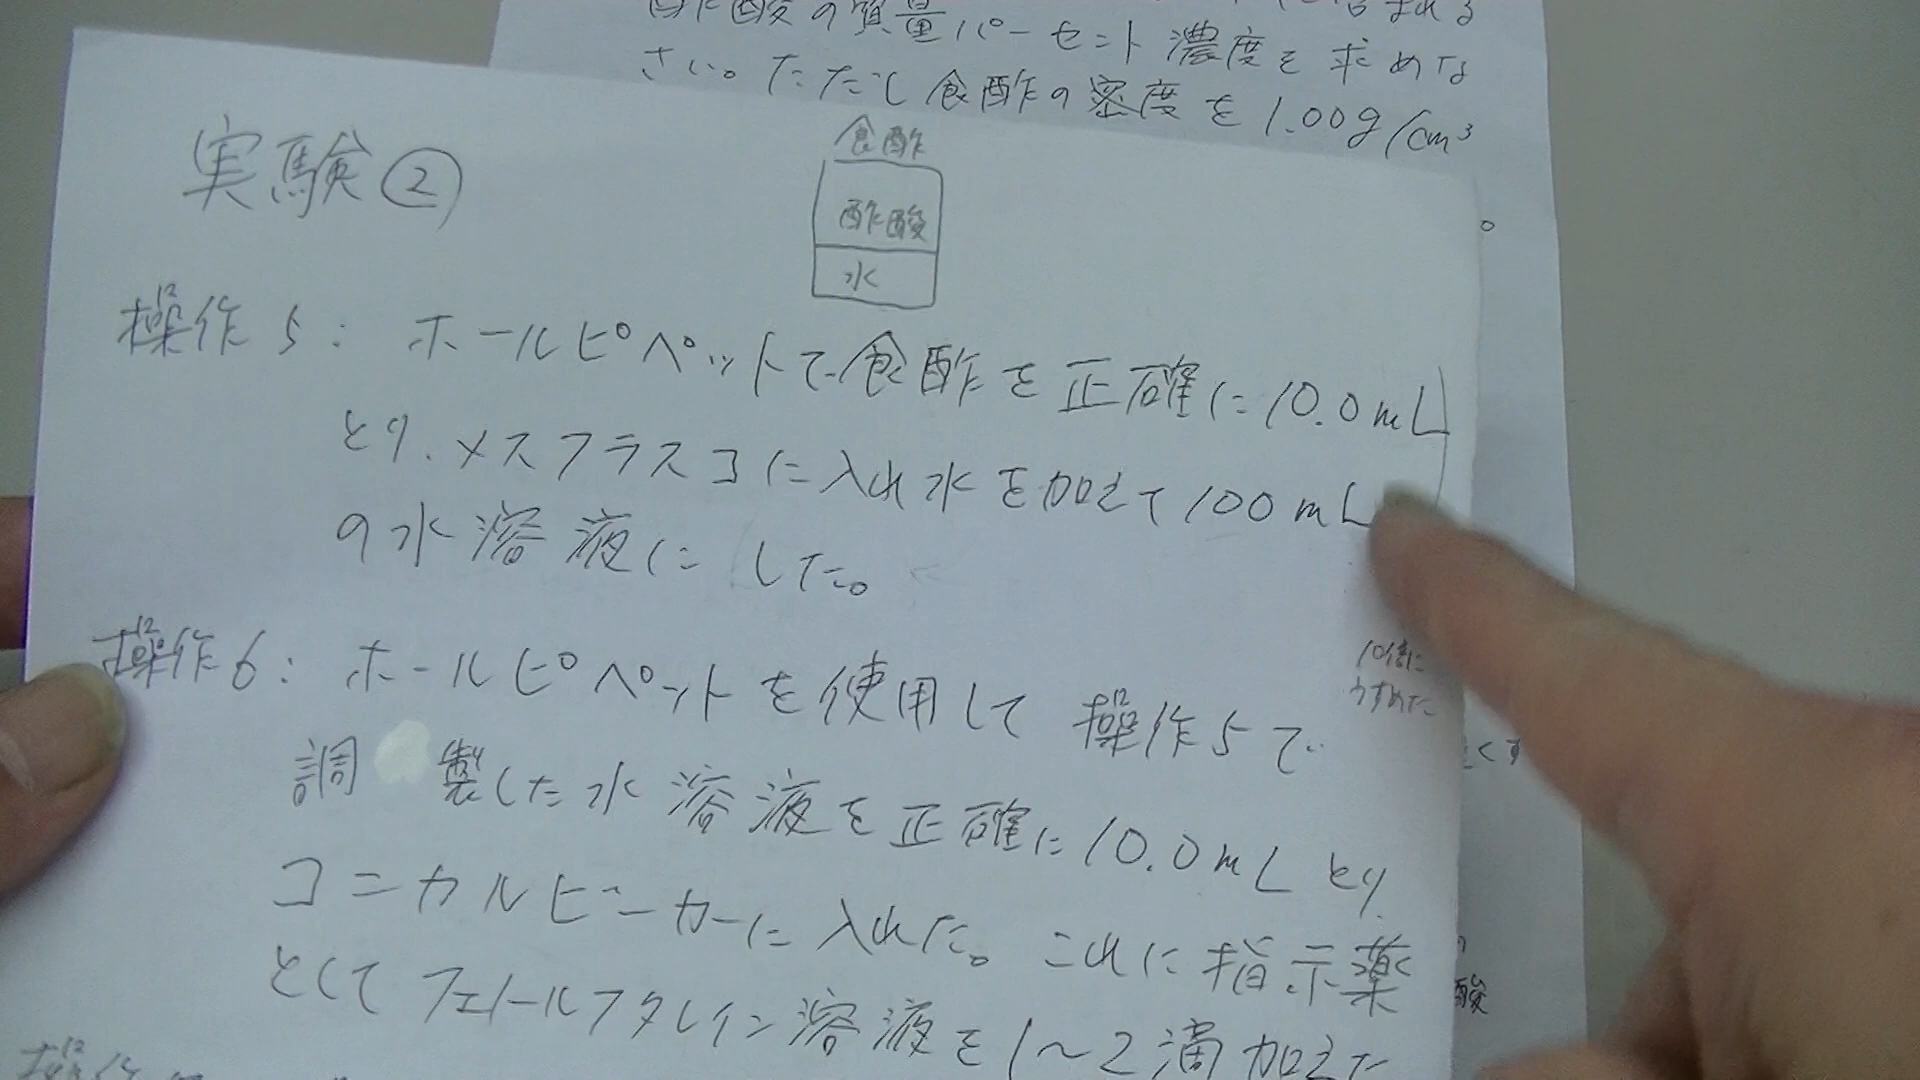 酢酸の質量パーセント濃度を求めな
さい。ただし食酢の密度を1.00g/cm³
実験②
食酢
酢酸
水
操作5：ホールピペットで食酢を正確に10.0mL
とり、メスフラスコに入れ水を加えて100mL
の水溶液にした。
10倍に
うすめた
操作6：ホールピペットを使用して操作5で
調製した水溶液を正確に10.0mLとり、
コニカルビーカーに入れた。これに指示薬
としてフェノールフタレイン溶液を1〜2滴加えた
酸